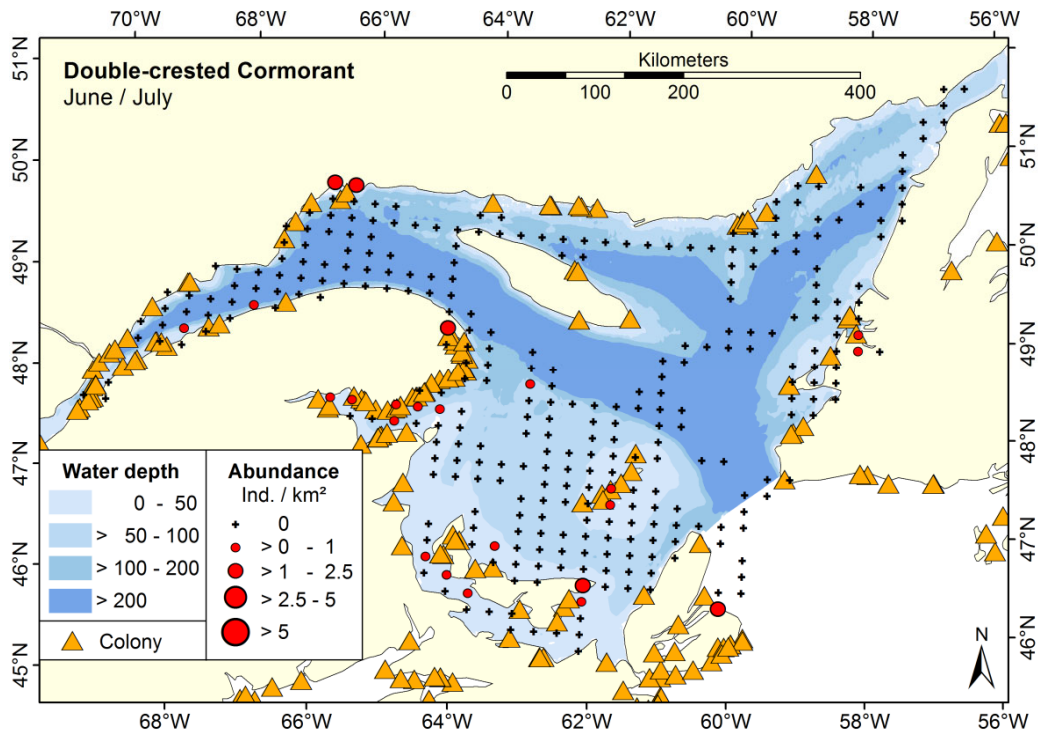 70°W 68°W 66°W 64°W 62°W 60°W 58°W 56°W
51°N
50°N
49°N
48°N
47°N
46°N
45°N
Double-crested Cormorant
June / July
Kilometers
0 100 200 400
51°N
50°N
49°N
48°N
47°N
46°N
Water depth
0 - 50
> 50 - 100
> 100 - 200
> 200
Colony
Abundance
Ind. / km²
0
> 0 - 1
> 1 - 2.5
> 2.5 - 5
> 5
N
68°W 66°W 64°W 62°W 60°W 58°W 56°W